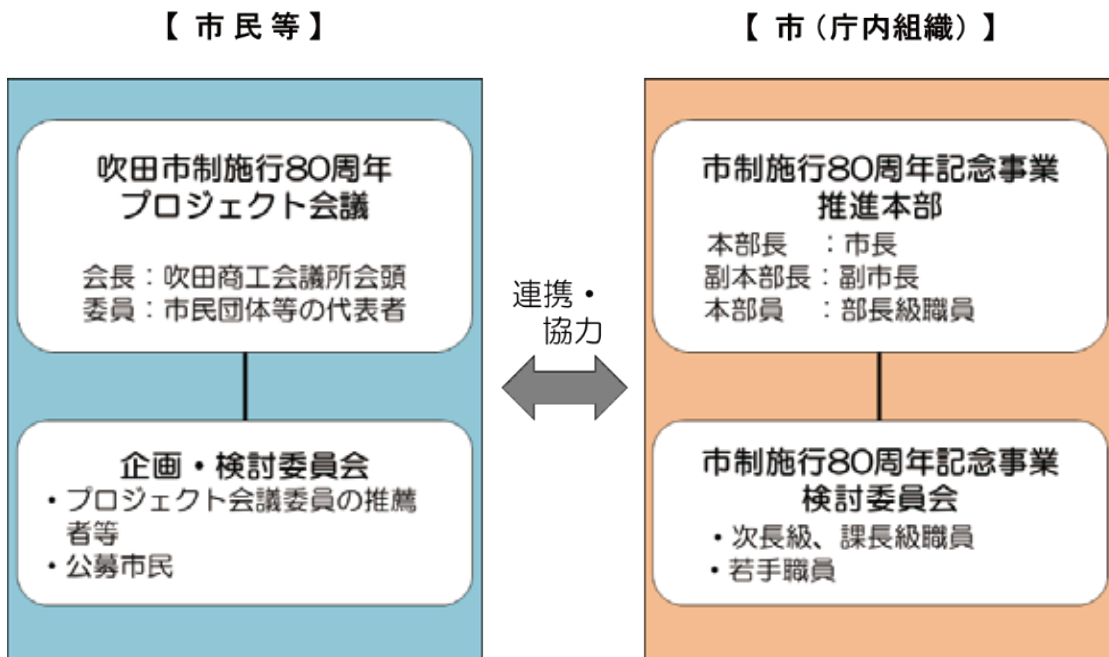 【 市 民 等 】
吹田市制施行80周年
プロジェクト会議
会長：吹田商工会議所会頭
委員：市民団体等の代表者
企画・検討委員会
・プロジェクト会議委員の推薦
者等
・公募市民
連携・
協力
【 市（庁内組織）】
市制施行80周年記念事業
推進本部
本部長　：市長
副本部長：副市長
本部員　：部長級職員
市制施行80周年記念事業
検討委員会
・次長級、課長級職員
・若手職員